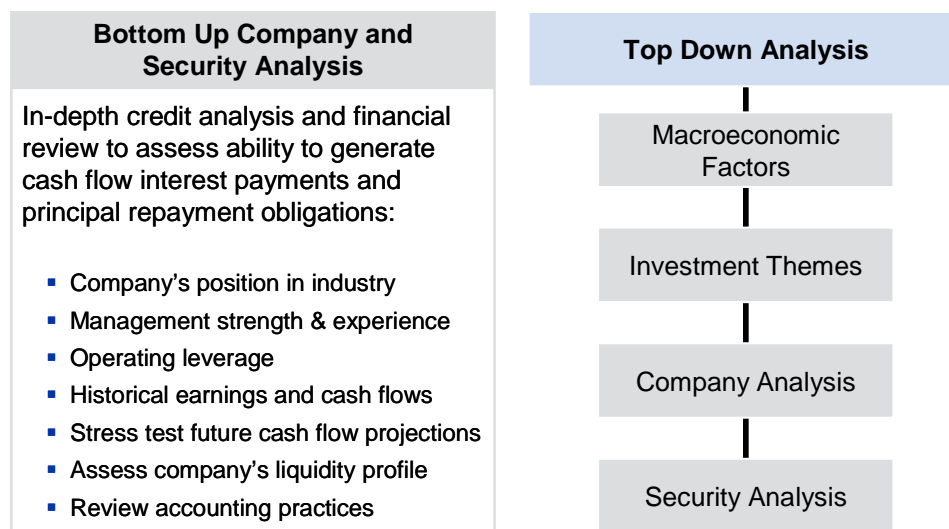 Bottom Up Company and
Security Analysis
In-depth credit analysis and financial
review to assess ability to generate
cash flow interest payments and
principal repayment obligations:
▪ Company’s position in industry
▪ Management strength & experience
▪ Operating leverage
▪ Historical earnings and cash flows
▪ Stress test future cash flow projections
▪ Assess company’s liquidity profile
▪ Review accounting practices
Top Down Analysis
Macroeconomic
Factors
Investment Themes
Company Analysis
Security Analysis